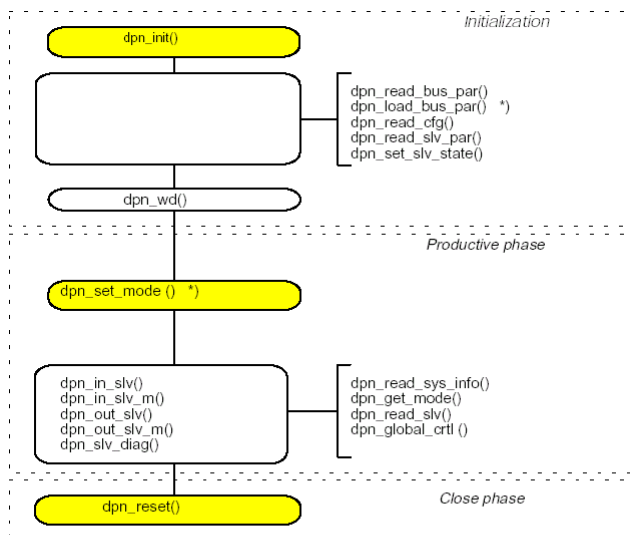 Initialization
dpn_init()
dpn_read_bus_par()
dpn_load_bus_par() *)
dpn_read_cfg()
dpn_read_slv_par()
dpn_set_slv_state()
dpn_wd()
Productive phase
dpn_set_mode () *)
dpn_in_slv()
dpn_in_slv_m()
dpn_out_slv()
dpn_out_slv_m()
dpn_slv_diag()
dpn_read_sys_info()
dpn_get_mode()
dpn_read_slv()
dpn_global_crtl ()
Close phase
dpn_reset()